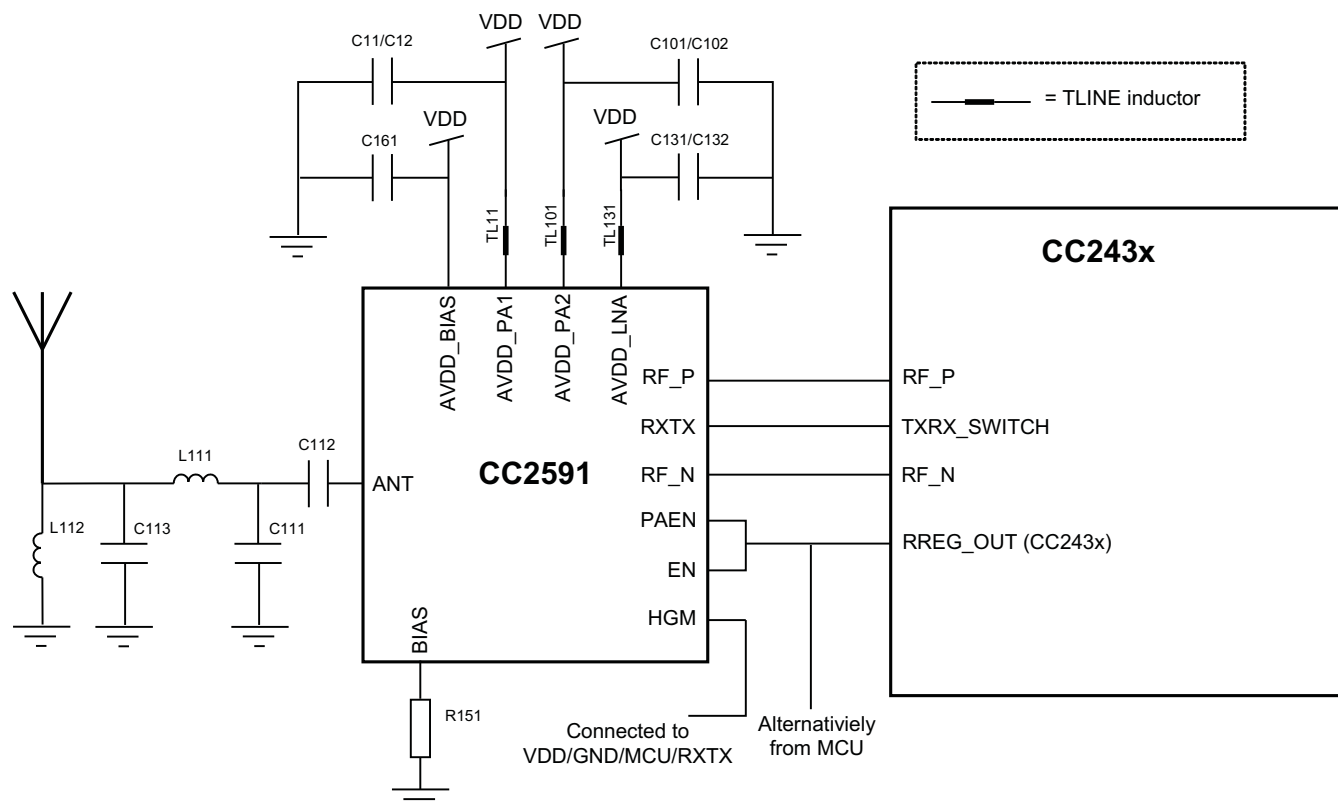 VDD
VDD
C11/C12
C101/C102
= TLINE inductor
VDD
VDD
C161
C131/C132
TL11
TL101
TL131
CC243x
AVDD_BIAS
AVDD_PA1
AVDD_PA2
AVDD_LNA
RF_P
RF_P
RXTX
TXRX_SWITCH
C112
L111
ANT
CC2591
RF_N
RF_N
L112
C113
C111
PAEN
RREG_OUT (CC243x)
EN
BIAS
HGM
R151
Connected to
VDD/GND/MCU/RXTX
Alternativiely
from MCU